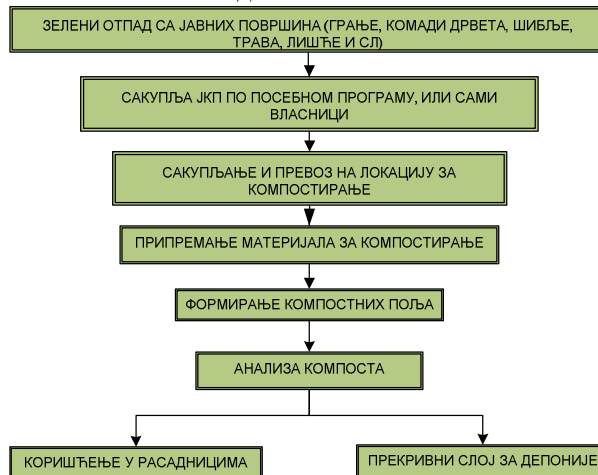 ЗЕЛЕНИ ОТПАД СА ЈАВНИХ ПОВРШИНА (ГРАЊЕ, КОМАДИ ДРВЕТА, ШИБЉЕ,
ТРАВА, ЛИШЋЕ И СЛ)
САКУПЉА ЈКП ПО ПОСЕБНОМ ПРОГРАМУ, ИЛИ САМИ
ВЛАСНИЦИ
САКУПЉАЊЕ И ПРЕВОЗ НА ЛОКАЦИЈУ ЗА
КОМПОСТИРАЊЕ
ПРИПРЕМАЊЕ МАТЕРИЈАЛА ЗА КОМПОСТИРАЊЕ
ФОРМИРАЊЕ КОМПОСТНИХ ПОЉА
АНАЛИЗА КОМПОСТА
КОРИШЋЕЊЕ У РАСАДНИЦИМА
ПРЕКРИВНИ СЛОЈ ЗА ДЕПОНИЈЕ